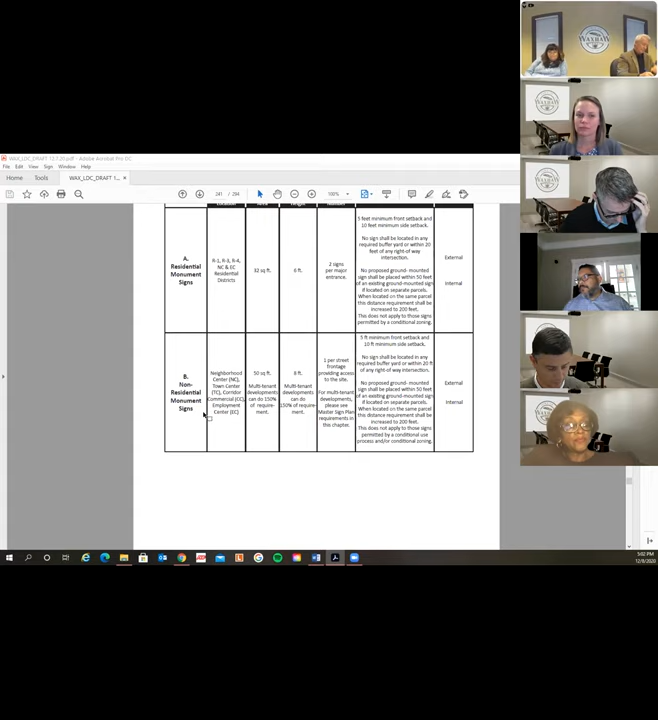 WAX_LDC_DRAFT 12.7.20.pdf - Adobe Acrobat Pro DC
File Edit View Sign Window Help
Home Tools WAX_LDC_DRAFT 12.... ×
241 / 294
100%
A.
Residential
Monument
Signs
R-1, R-3, R-4,
NC & EC
Residential
Districts
32 sq ft.
6 ft.
2 signs
per major
entrance.
5 feet minimum front setback and
10 feet minimum side setback.
No sign shall be located in any
required buffer yard or within 20
feet of any right-of way
intersection.
No proposed ground- mounted
sign shall be placed within 50 feet
of an existing ground-mounted sign
if located on separate parcels.
When located on the same parcel
this distance requirement shall be
increased to 200 feet.
This does not apply to those signs
permitted by a conditional zoning.
External
Internal
B.
Non-
Residential
Monument
Signs
Neighborhood
Center (NC),
Town Center
(TC), Corridor
Commercial (CC),
Employment
Center (EC)
50 sq ft.
Multi-tenant
developments
can do 150%
of require-
ment.
8 ft.
Multi-tenant
developments
can do
150% of require-
ment.
1 per street
frontage
providing access
to the site.
For multi-tenant
developments,
please see
Master Sign Plan
requirements in
this chapter.
5 ft minimum front setback and
10 ft minimum side setback.
No sign shall be located in any
required buffer yard or within 20 ft
of any right-of way intersection.
No proposed ground- mounted
sign shall be placed within 50 feet
of an existing ground-mounted sign
if located on separate parcels.
When located on the same parcel
this distance requirement shall be
increased to 200 feet.
This does not apply to those signs
permitted by a conditional use
process and/or conditional zoning.
External
Internal
WAXHAW
5:02 PM
12/8/2020